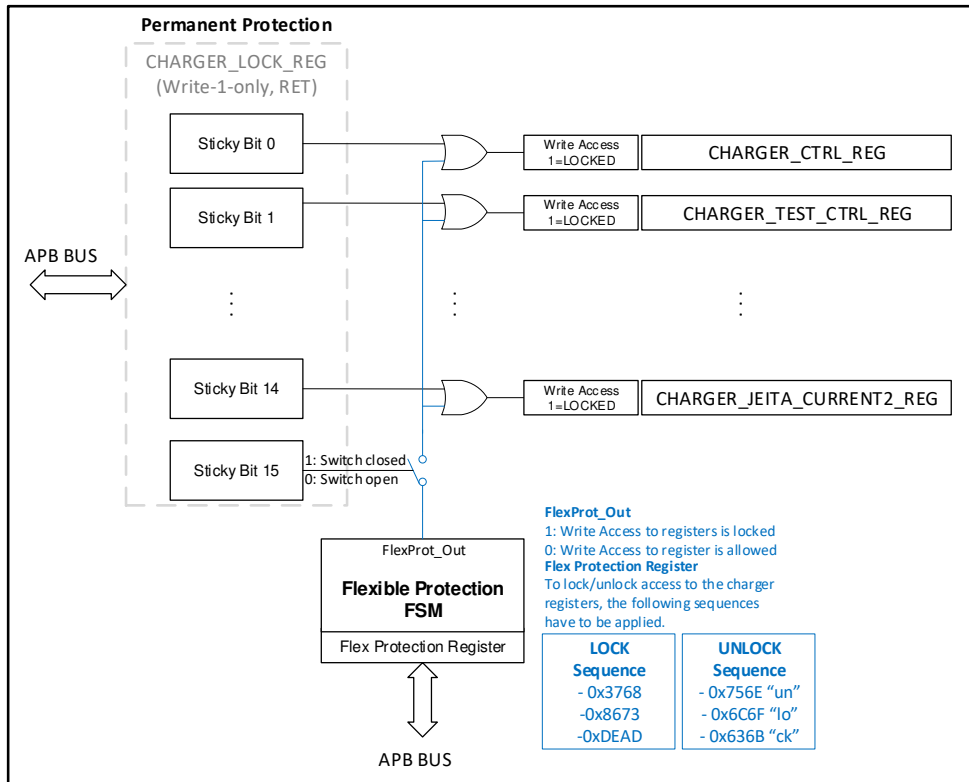 Permanent Protection
CHARGER_LOCK_REG
(Write-1-only, RET)
Sticky Bit 0
Write Access
1=LOCKED
CHARGER_CTRL_REG
Sticky Bit 1
Write Access
1=LOCKED
CHARGER_TEST_CTRL_REG
APB BUS
Sticky Bit 14
Write Access
1=LOCKED
CHARGER_JEITA_CURRENT2_REG
Sticky Bit 15
1: Switch closed
0: Switch open
FlexProt_Out
Flexible Protection
FSM
Flex Protection Register
APB BUS
FlexProt_Out
1: Write Access to registers is locked
0: Write Access to register is allowed
Flex Protection Register
To lock/unlock access to the charger
registers, the following sequences
have to be applied.
LOCK
Sequence
- 0x3768
-0x8673
-0xDEAD
UNLOCK
Sequence
- 0x756E “un”
- 0x6C6F “lo”
- 0x636B “ck”